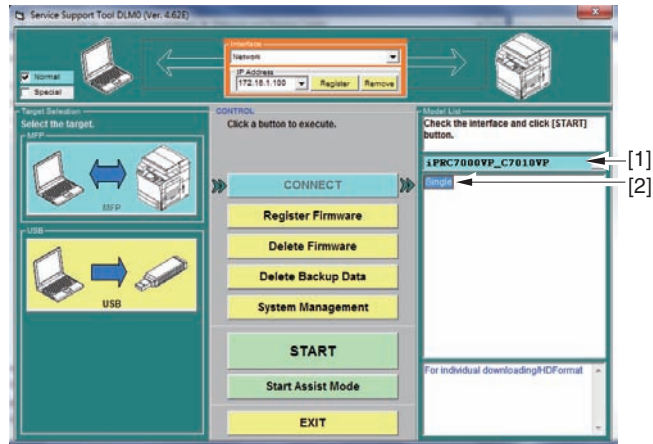 Service Support Tool DLM0 (Ver. 4.62E)
Normal
Special
Interface
Network
IP Address
172.16.1.100
Register
Remove
Target Selection
Select the target.
MFP
MFP
USB
USB
CONTROL
Click a button to execute.
CONNECT
Register Firmware
Delete Firmware
Delete Backup Data
System Management
START
Start Assist Mode
EXIT
Model List
Check the interface and click [START]
button.
iPRC7000VP_C7010VP
[1]
Single
[2]
For individual downloading/HDFormat